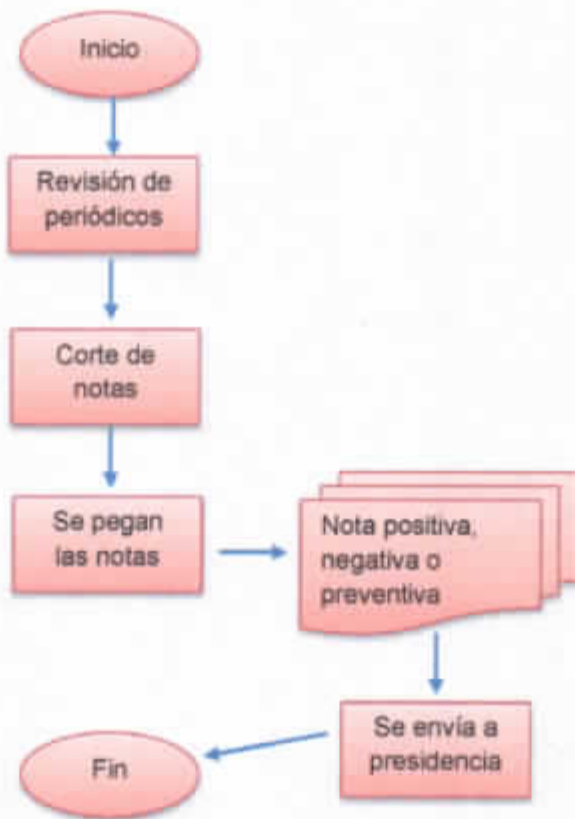 Inicio
Revisión de
periódicos
Corte de
notas
Se pegan
las notas
Nota positiva,
negativa o
preventiva
Se envía a
presidencia
Fin